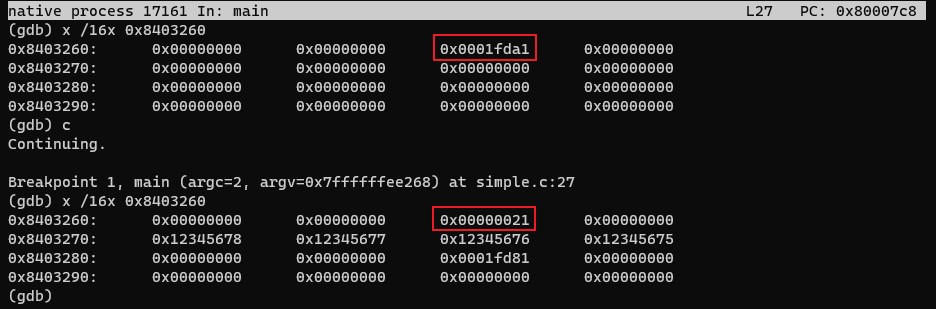 native process 17161 In: main L27 PC: 0x80007c8
(gdb) x /16x 0x8403260
0x8403260: 0x00000000 0x00000000 0x0001fda1 0x00000000
0x8403270: 0x00000000 0x00000000 0x00000000 0x00000000
0x8403280: 0x00000000 0x00000000 0x00000000 0x00000000
0x8403290: 0x00000000 0x00000000 0x00000000 0x00000000
(gdb) c
Continuing.
Breakpoint 1, main (argc=2, argv=0x7ffffffee268) at simple.c:27
(gdb) x /16x 0x8403260
0x8403260: 0x00000000 0x00000000 0x00000021 0x00000000
0x8403270: 0x12345678 0x12345677 0x12345676 0x12345675
0x8403280: 0x00000000 0x00000000 0x0001fd81 0x00000000
0x8403290: 0x00000000 0x00000000 0x00000000 0x00000000
(gdb)